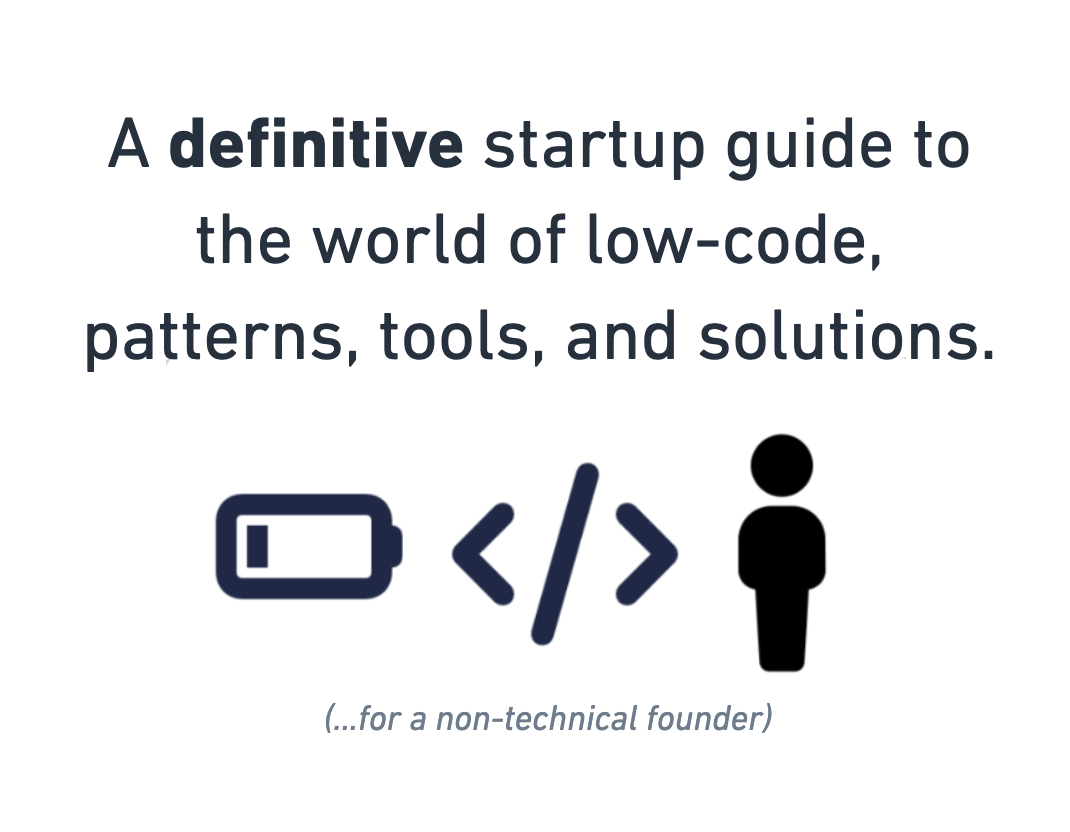 A definitive startup guide to
the world of low-code,
patterns, tools, and solutions.
</>
(...for a non-technical founder)